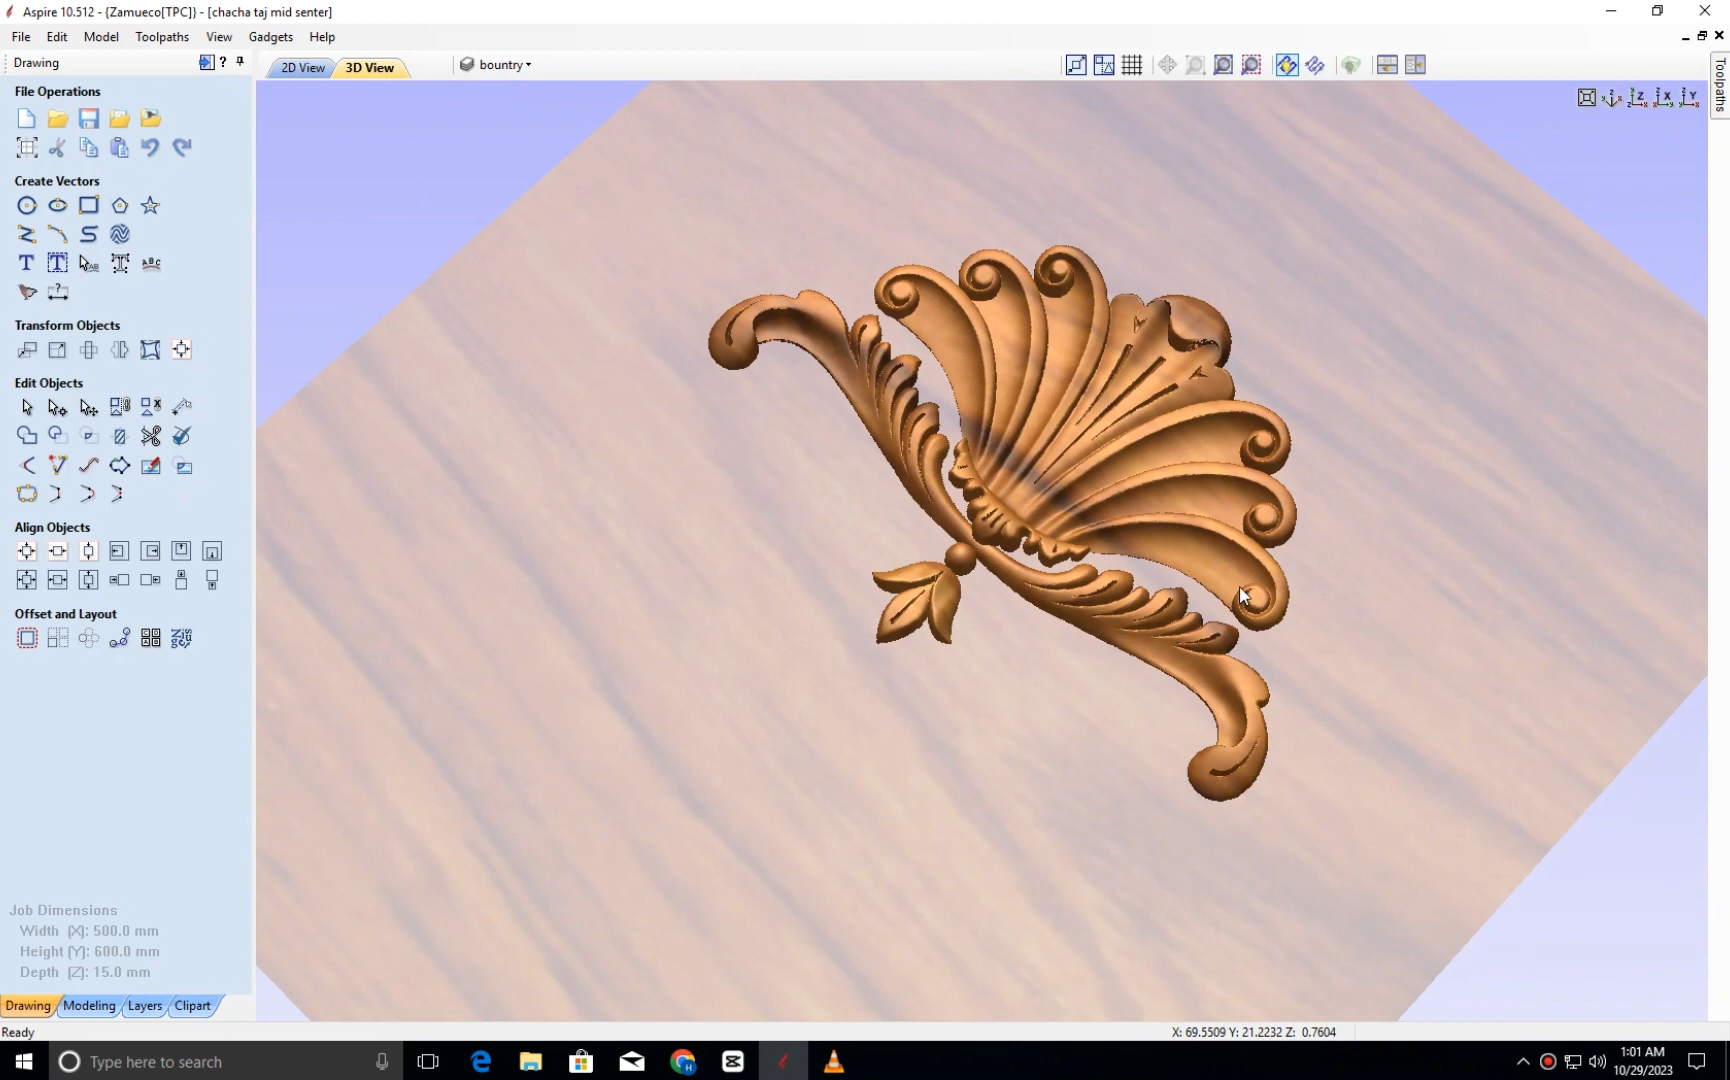 Aspire 10.512 - {Zamueco[TPC]} - [chacha taj mid senter]
File Edit Model Toolpaths View Gadgets Help
Drawing
2D View 3D View bountry
Toolpaths
File Operations
Create Vectors
Transform Objects
Edit Objects
Align Objects
Offset and Layout
Job Dimensions
Width (X): 500.0 mm
Height (Y): 600.0 mm
Depth (Z): 15.0 mm
Drawing Modeling Layers Clipart
Ready
X: 69.5509 Y: 21.2232 Z: 0.7604
Type here to search
1:01 AM
10/29/2023